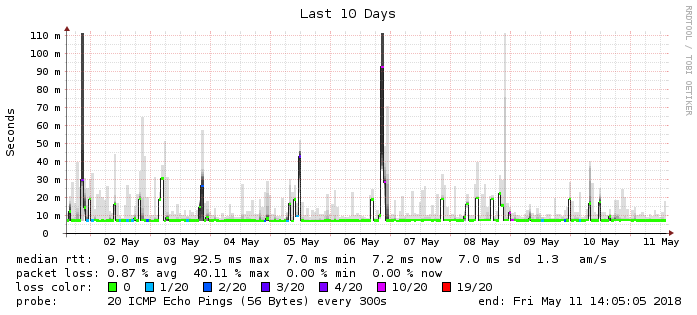 Last 10 Days
RRDTOOL / TOBI OETIKER
Seconds
110 m
100 m
90 m
80 m
70 m
60 m
50 m
40 m
30 m
20 m
10 m
0
02 May 03 May 04 May 05 May 06 May 07 May 08 May 09 May 10 May 11 May
median rtt: 9.0 ms avg 92.5 ms max 7.0 ms min 7.2 ms now 7.0 ms sd 1.3 am/s
packet loss: 0.87 % avg 40.11 % max 0.00 % min 0.00 % now
loss color: 0 1/20 2/20 3/20 4/20 10/20 19/20
probe: 20 ICMP Echo Pings (56 Bytes) every 300s end: Fri May 11 14:05:05 2018